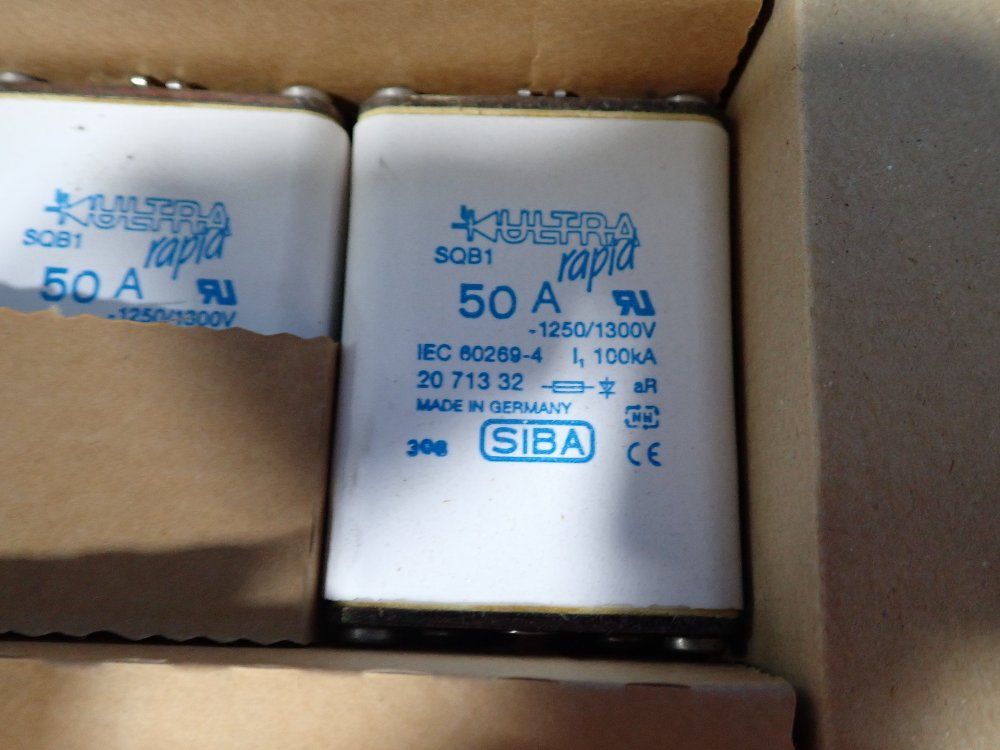 ULTRA
rapid
SQB1
50 A
~1250/1300V
ULTRA
rapid
SQB1
50 A
~1250/1300V
IEC 60269-4 I₁ 100kA
20 713 32 aR
MADE IN GERMANY
308 SIBA CE